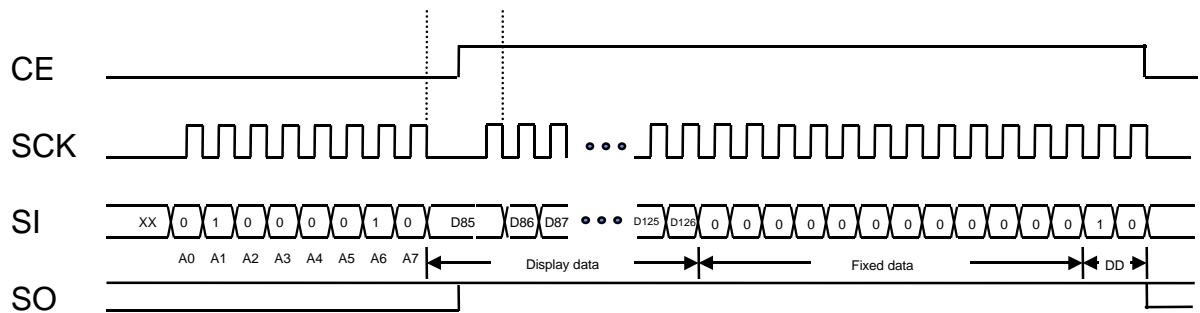 CE
SCK
SI XX 0 1 0 0 0 0 1 0 D85 D86 D87 D125 D126 0 0 0 0 0 0 0 0 0 0 0 0 1 0
A0 A1 A2 A3 A4 A5 A6 A7 Display data Fixed data DD
SO